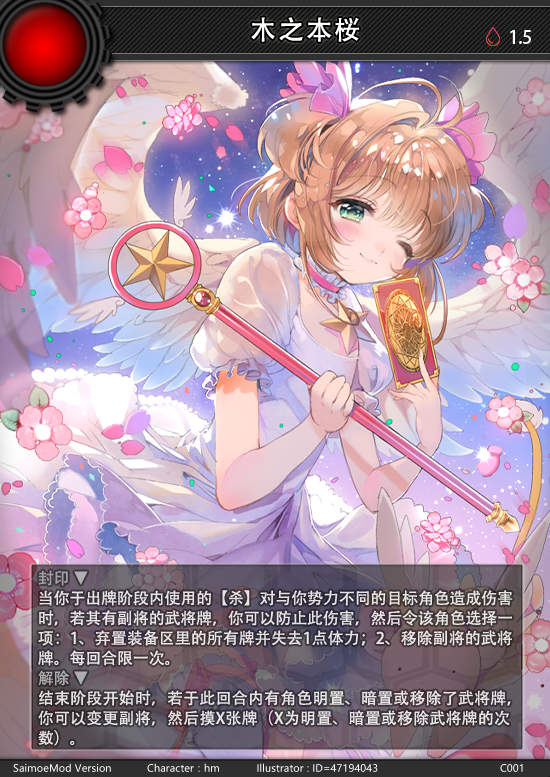 木之本桜
1.5
封印▼
当你于出牌阶段内使用的【杀】对与你势力不同的目标角色造成伤害
时，若其有副将的武将牌，你可以防止此伤害，然后令该角色选择一
项：1、弃置装备区里的所有牌并失去1点体力；2、移除副将的武将
牌。每回合限一次。
解除▼
结束阶段开始时，若于此回合内有角色明置、暗置或移除了武将牌，
你可以变更副将，然后摸X张牌（X为明置、暗置或移除武将牌的次
数）。
SaimoeMod Version Character : hm Illustrator : ID=47194043 C001